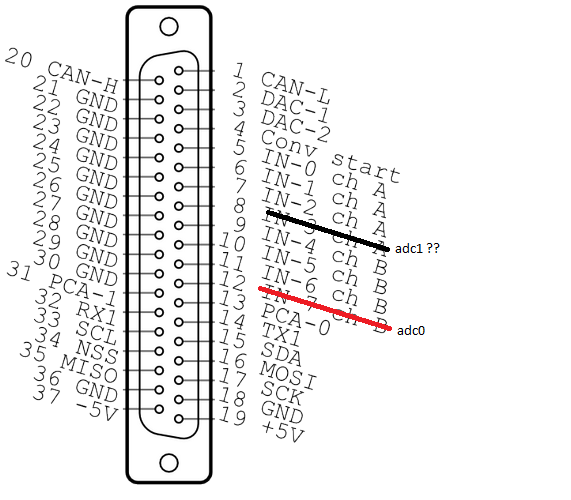 20 CAN-H
21 GND
22 GND
23 GND
24 GND
25 GND
26 GND
27 GND
28 GND
29 GND
30 GND
31 PCA-1
32 RX1
33 SCL
34 NSS
35 MISO
36 GND
37 -5V
1 CAN-L
2 DAC-1
3 DAC-2
4 Conv start
5 IN-0 ch A
6 IN-1 ch A
7 IN-2 ch A
8 IN-3 ch A
adc1 ??
9 IN-4 ch B
10 IN-5 ch B
11 IN-6 ch B
12 IN-7 ch B
adc0
13 PCA-0
14 TX1
15 SDA
16 MOSI
17 SCK
18 GND
19 +5V